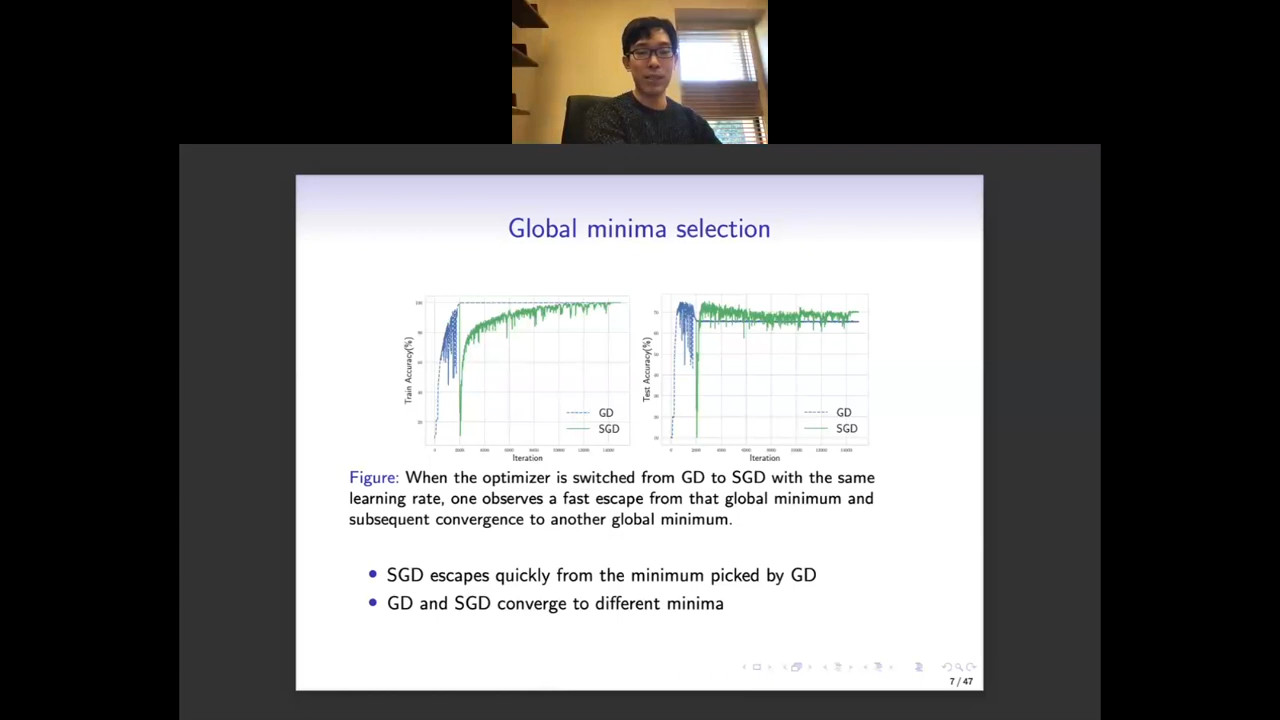 Global minima selection
Train Accuracy(%)
GD
SGD
Iteration
Test Accuracy(%)
GD
SGD
Iteration
Figure: When the optimizer is switched from GD to SGD with the same
learning rate, one observes a fast escape from that global minimum and
subsequent convergence to another global minimum.
• SGD escapes quickly from the minimum picked by GD
• GD and SGD converge to different minima
7 / 47